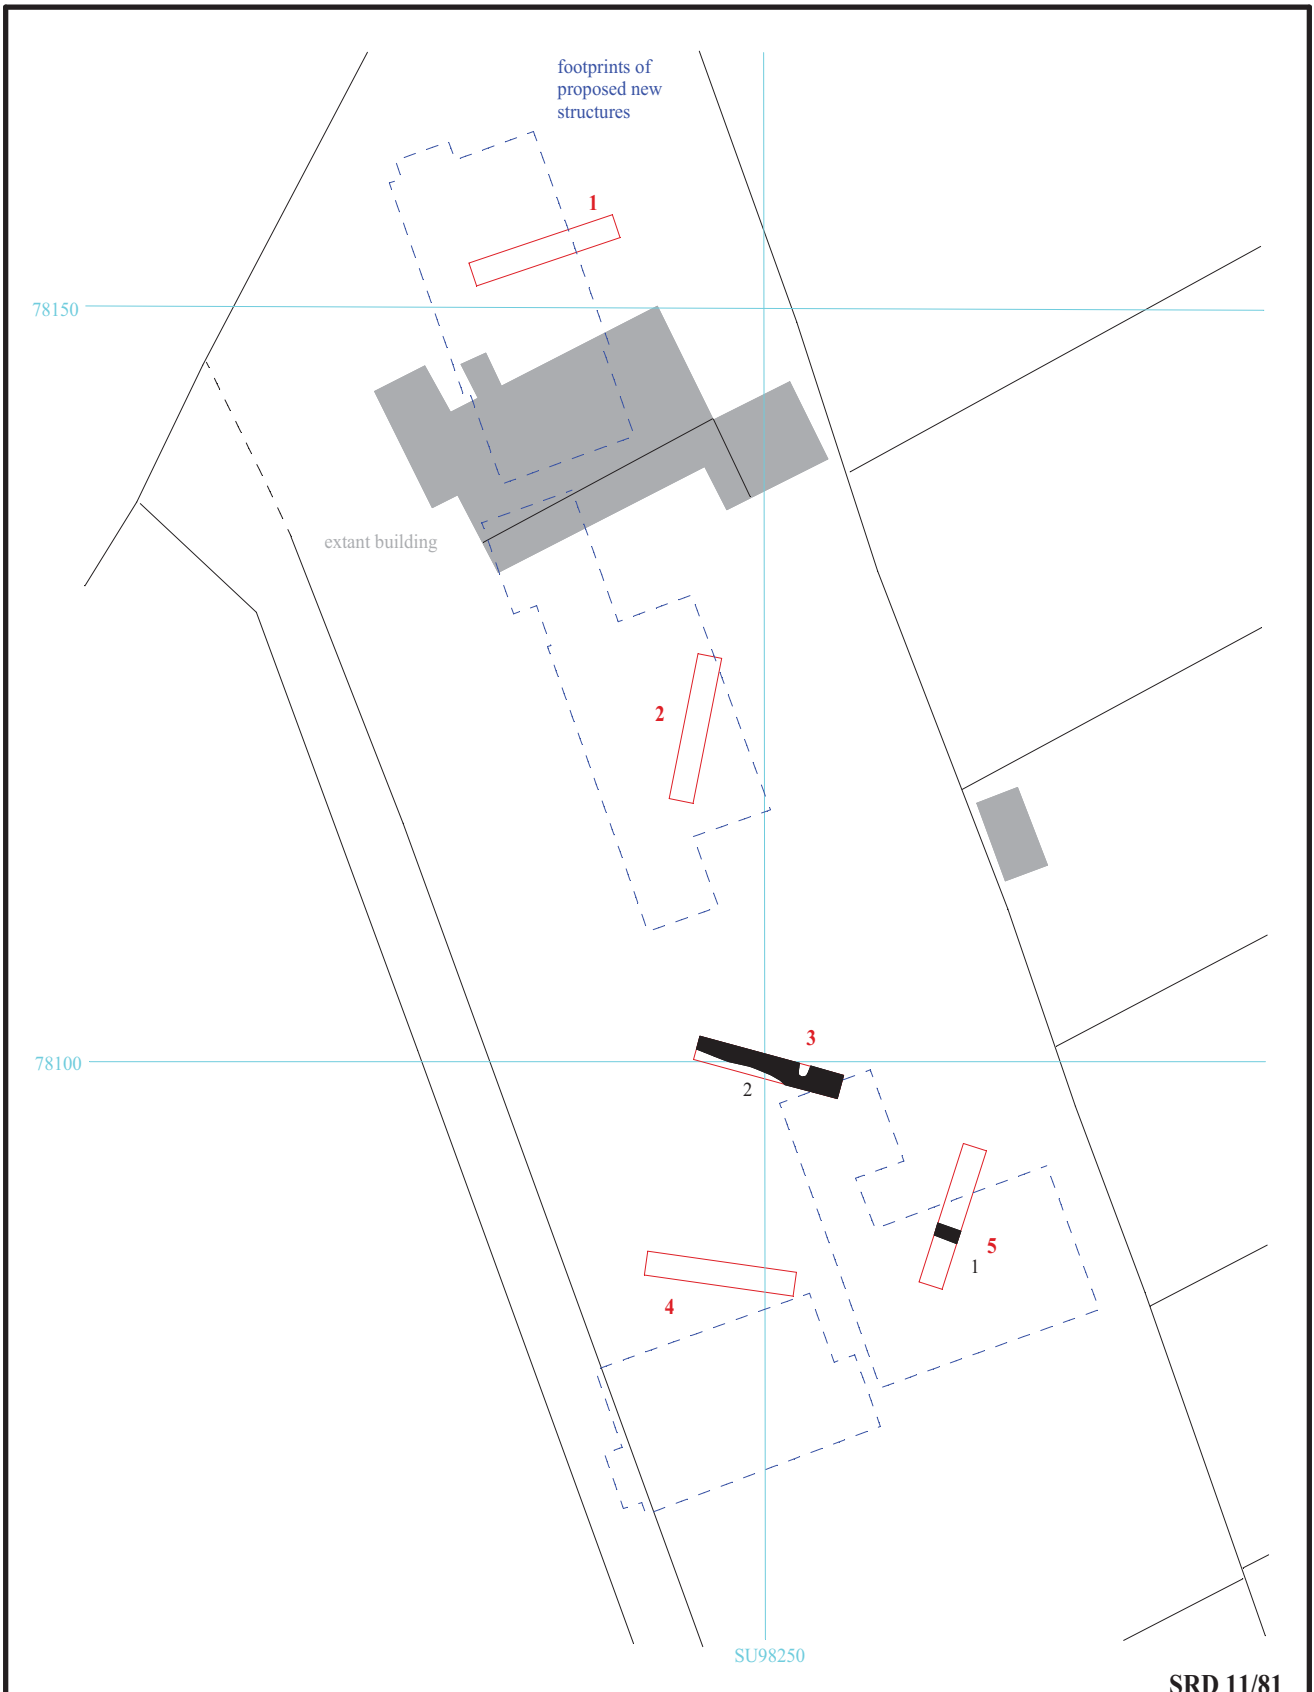 footprints of
proposed new
structures
1
78150
extant building
2
3
78100
2
5
1
4
SU98250
SRD 11/81